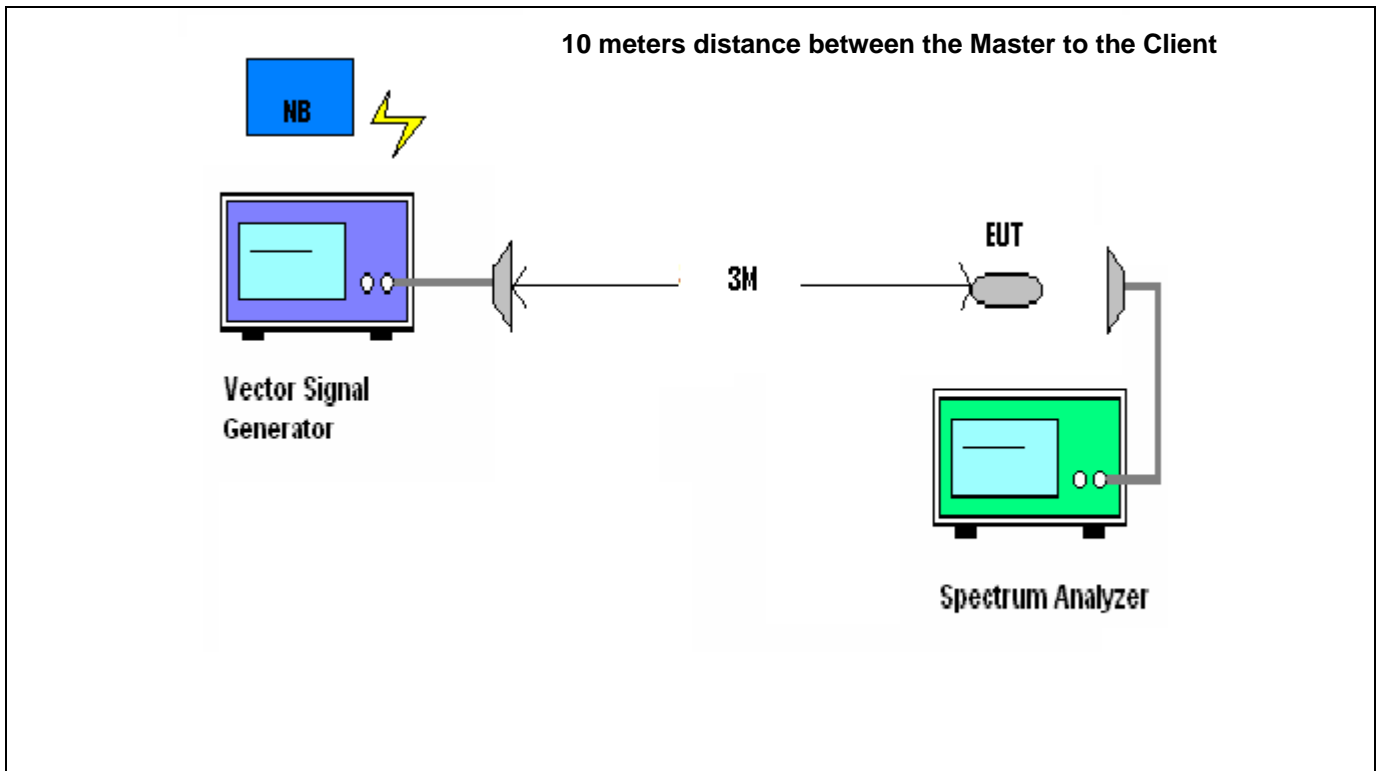 10 meters distance between the Master to the Client
NB
EUT
3M
Vector Signal
Generator
Spectrum Analyzer